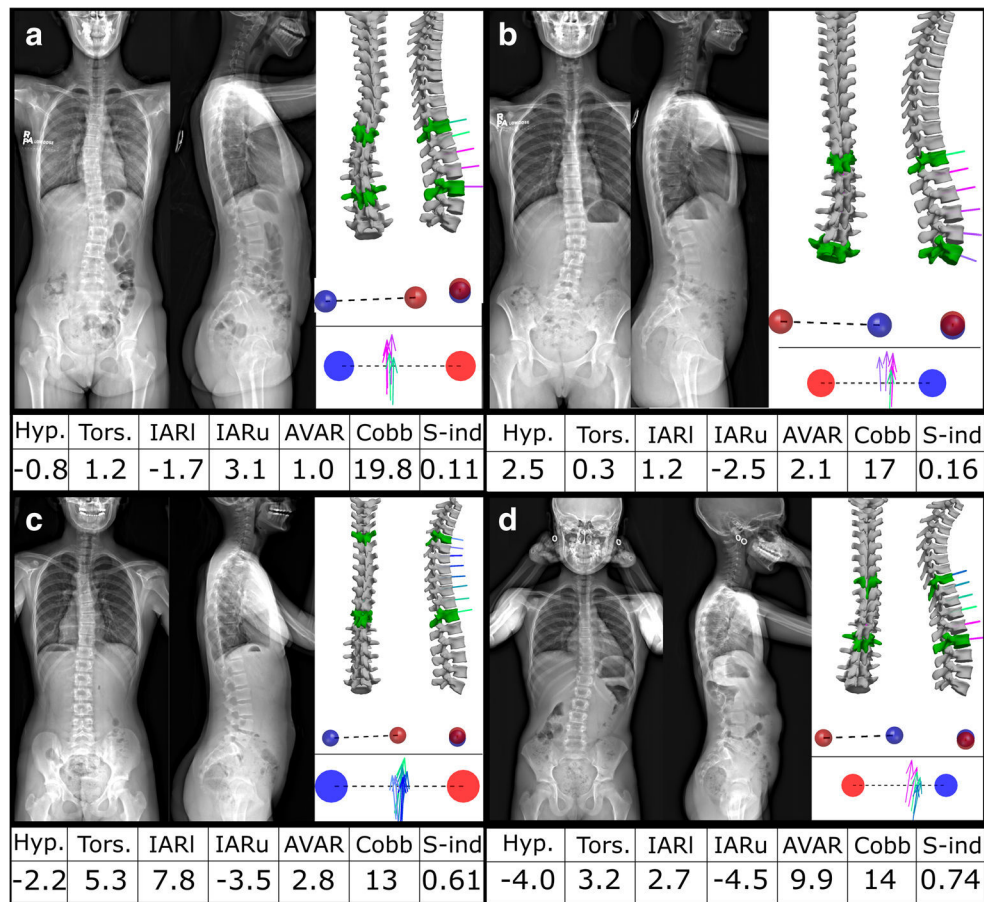 a
b
Hyp. Tors. IARl IARu AVAR Cobb S-ind
-0.8 1.2 -1.7 3.1 1.0 19.8 0.11
Hyp. Tors. IARl IARu AVAR Cobb S-ind
2.5 0.3 1.2 -2.5 2.1 17 0.16
c
d
Hyp. Tors. IARl IARu AVAR Cobb S-ind
-2.2 5.3 7.8 -3.5 2.8 13 0.61
Hyp. Tors. IARl IARu AVAR Cobb S-ind
-4.0 3.2 2.7 -4.5 9.9 14 0.74